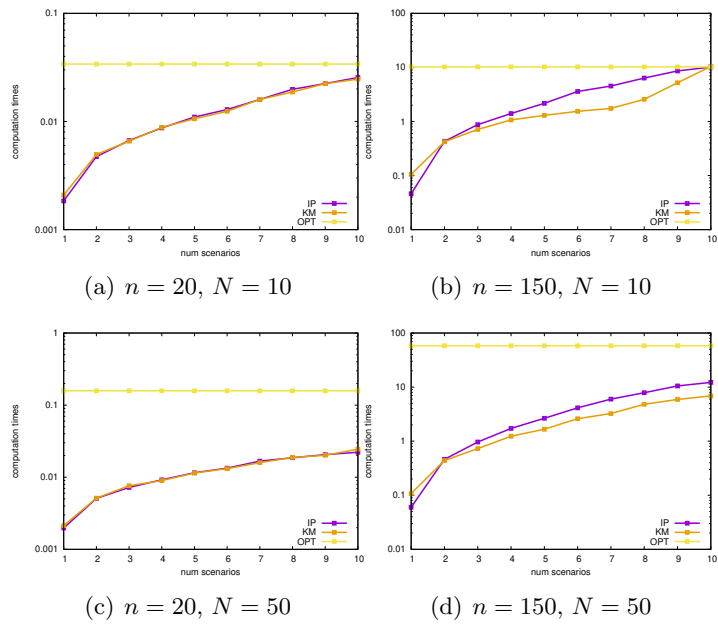 0.1
0.01
0.001
computation times
1 2 3 4 5 6 7 8 9 10
num scenarios
IP
KM
OPT
(a) n = 20, N = 10
100
10
1
0.1
0.01
computation times
1 2 3 4 5 6 7 8 9 10
num scenarios
IP
KM
OPT
(b) n = 150, N = 10
1
0.1
0.01
0.001
computation times
1 2 3 4 5 6 7 8 9 10
num scenarios
IP
KM
OPT
(c) n = 20, N = 50
100
10
1
0.1
0.01
computation times
1 2 3 4 5 6 7 8 9 10
num scenarios
IP
KM
OPT
(d) n = 150, N = 50